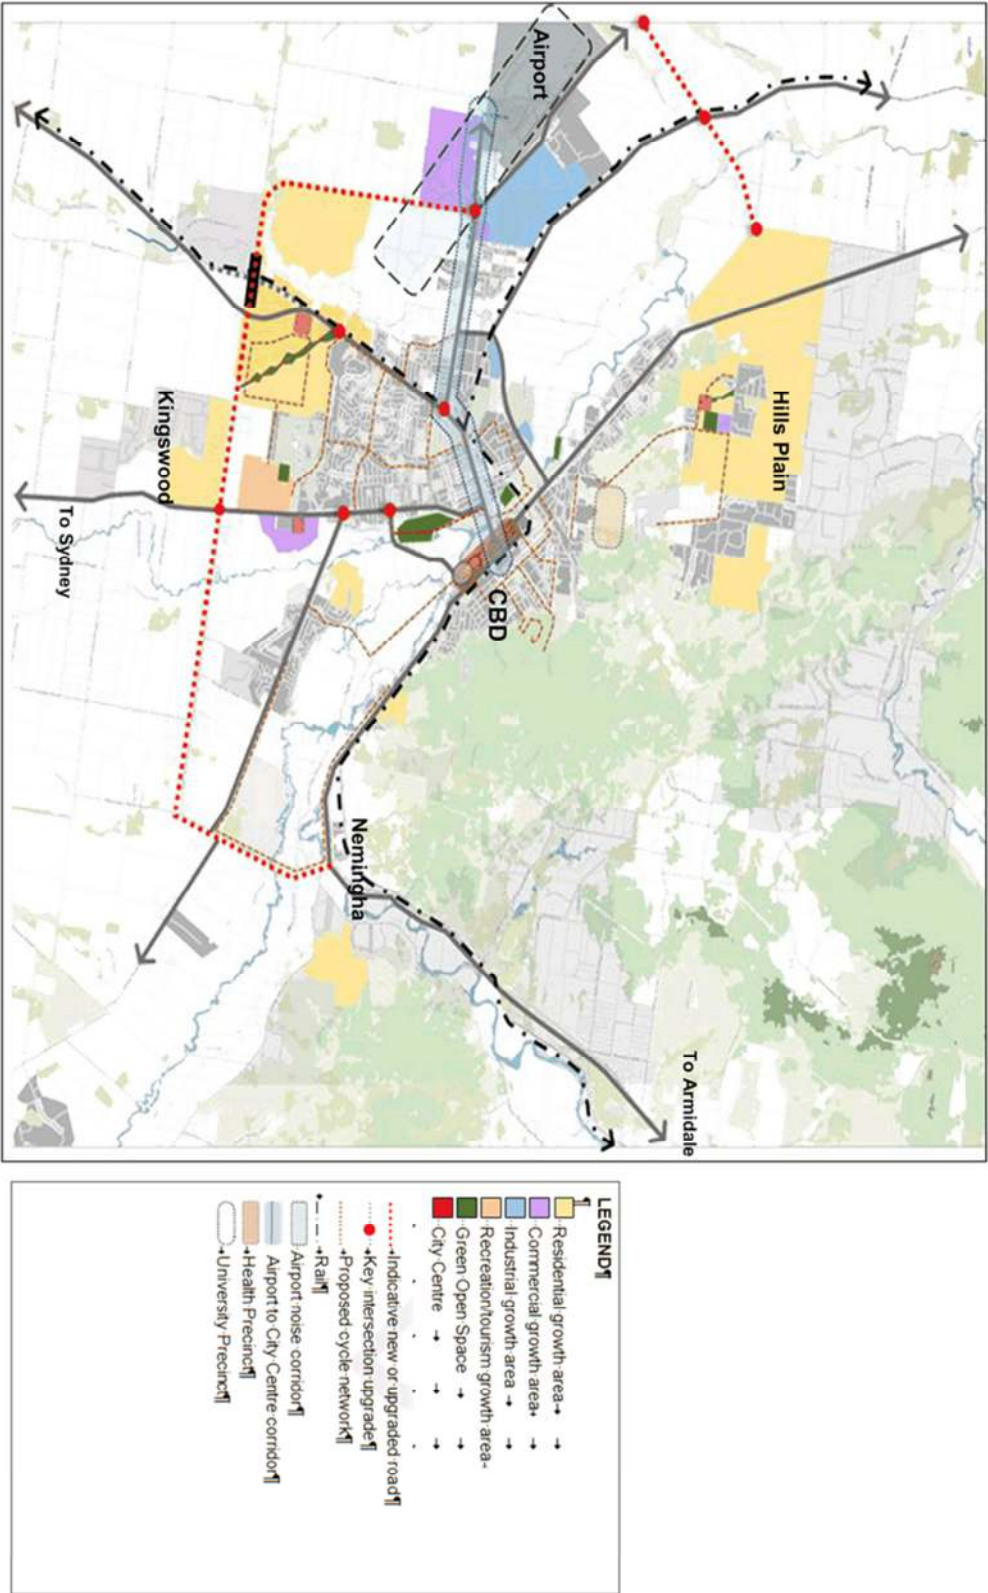 Airport
Hills Plain
Kingswood
To Sydney
CBD
Nemingha
To Armidale
LEGEND¶
¶
Residential·growth·area→
Commercial·growth·area→
Industrial·growth·area →
Recreation/tourism·growth·area→
Green·Open·Space →
City·Centre →
Indicative·new·or·upgraded·road¶
Key·intersection·upgrade¶
Proposed·cycle·network¶
Rail¶
Airport·noise·corridor¶
Airport·to·City·Centre·corridor¶
Health·Precinct¶
University·Precinct¶